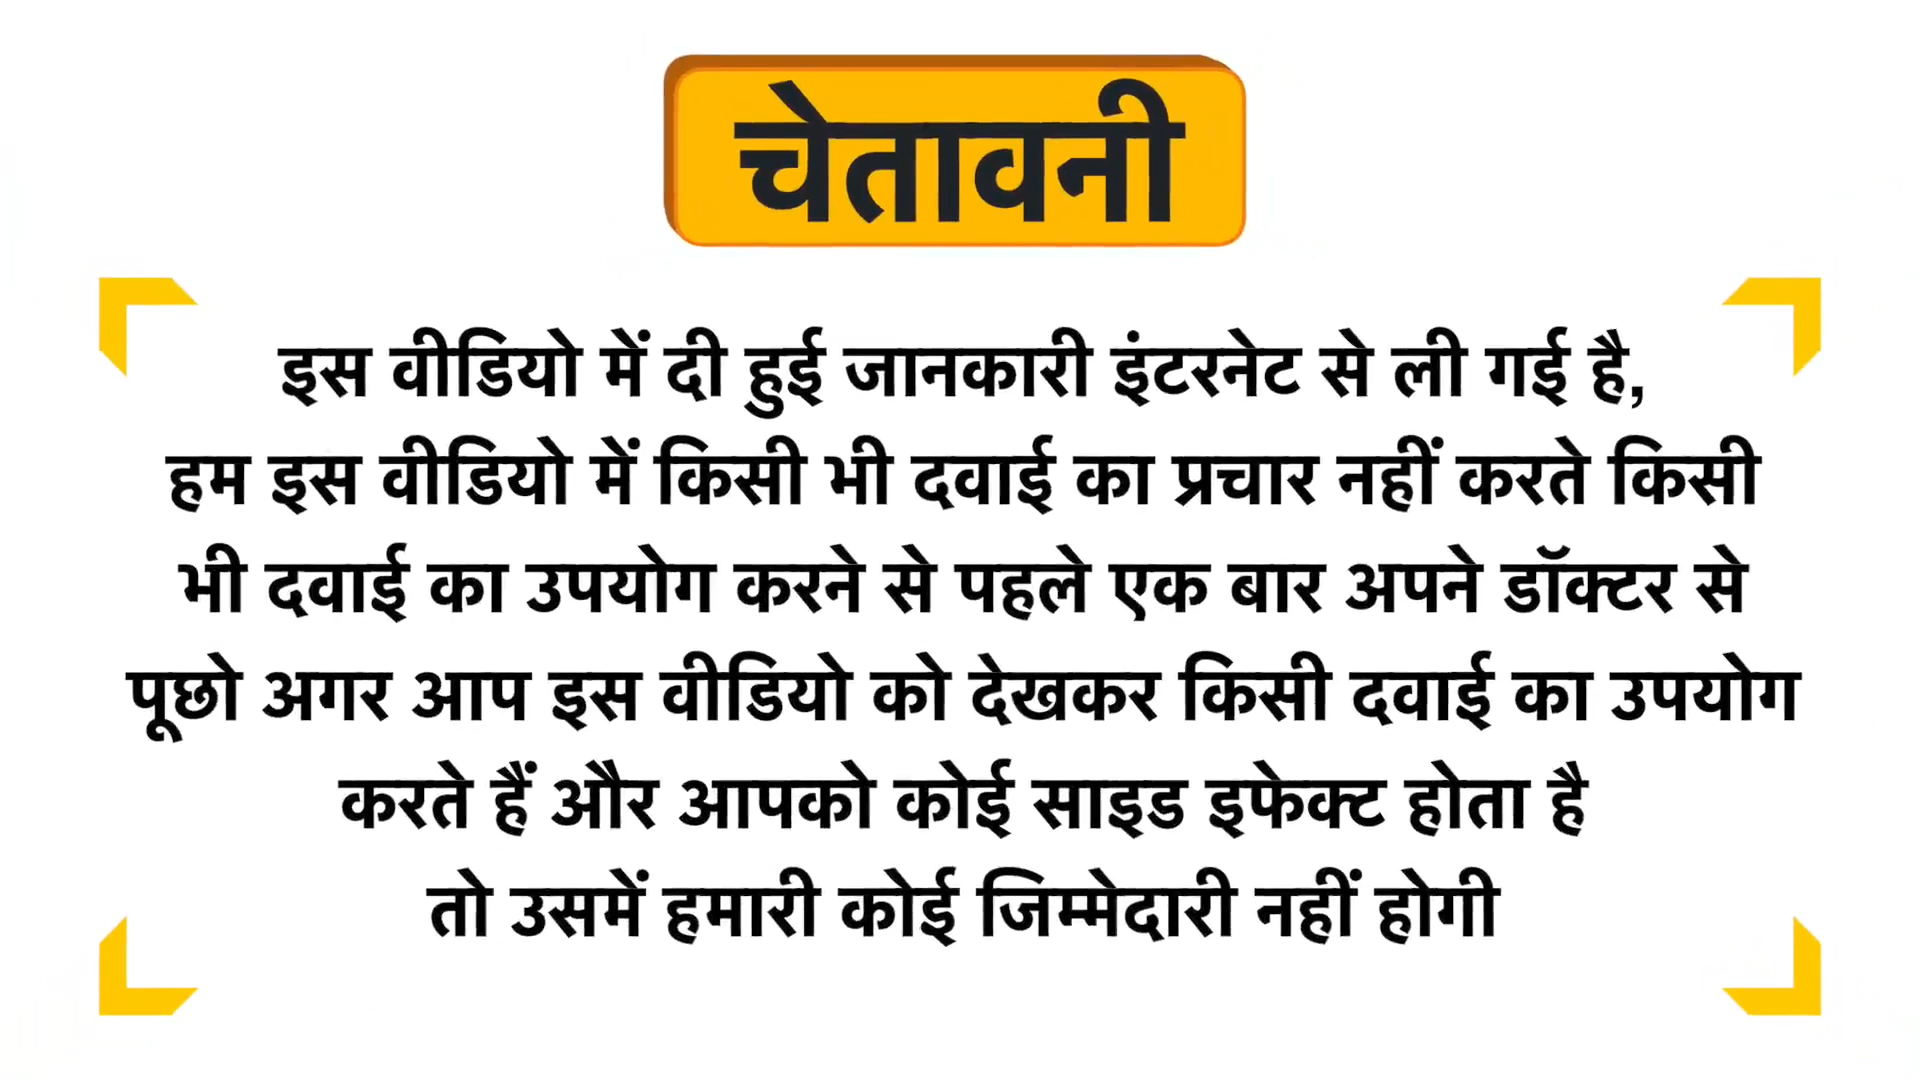 चेतावनी
इस वीडियो में दी हुई जानकारी इंटरनेट से ली गई है,
हम इस वीडियो में किसी भी दवाई का प्रचार नहीं करते किसी
भी दवाई का उपयोग करने से पहले एक बार अपने डॉक्टर से
पूछो अगर आप इस वीडियो को देखकर किसी दवाई का उपयोग
करते हैं और आपको कोई साइड इफेक्ट होता है
तो उसमें हमारी कोई जिम्मेदारी नहीं होगी